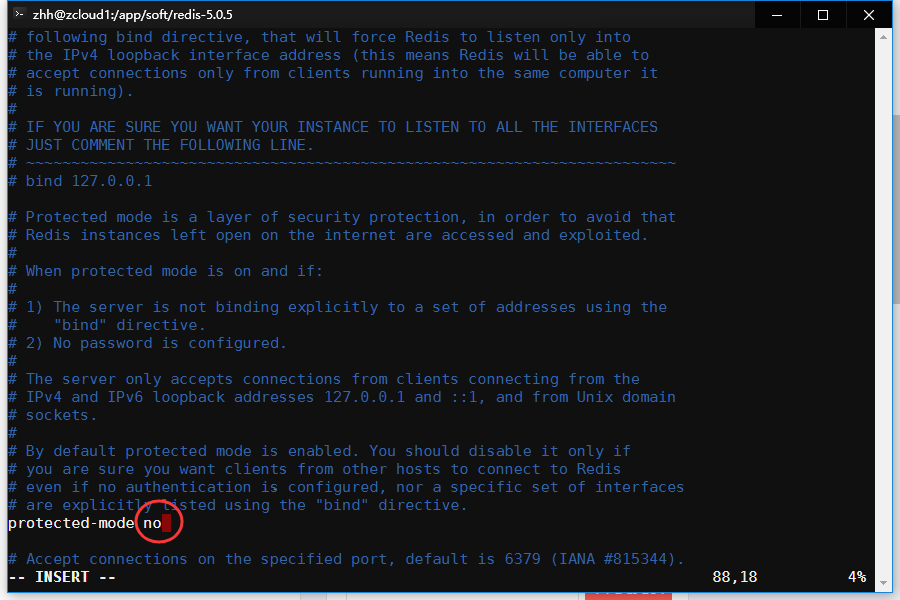 zhh@zcloud1:/app/soft/redis-5.0.5
# following bind directive, that will force Redis to listen only into
# the IPv4 loopback interface address (this means Redis will be able to
# accept connections only from clients running into the same computer it
# is running).
#
# IF YOU ARE SURE YOU WANT YOUR INSTANCE TO LISTEN TO ALL THE INTERFACES
# JUST COMMENT THE FOLLOWING LINE.
# ~~~~~~~~~~~~~~~~~~~~~~~~~~~~~~~~~~~~~~~~~~~~~~~~~~~~~~~~~~~~~~~~~~~~~~~~
# bind 127.0.0.1

# Protected mode is a layer of security protection, in order to avoid that
# Redis instances left open on the internet are accessed and exploited.
#
# When protected mode is on and if:
#
# 1) The server is not binding explicitly to a set of addresses using the
#    "bind" directive.
# 2) No password is configured.
#
# The server only accepts connections from clients connecting from the
# IPv4 and IPv6 loopback addresses 127.0.0.1 and ::1, and from Unix domain
# sockets.
#
# By default protected mode is enabled. You should disable it only if
# you are sure you want clients from other hosts to connect to Redis
# even if no authentication is configured, nor a specific set of interfaces
# are explicitly listed using the "bind" directive.
protected-mode no

# Accept connections on the specified port, default is 6379 (IANA #815344).
-- INSERT -- 88,18 4%